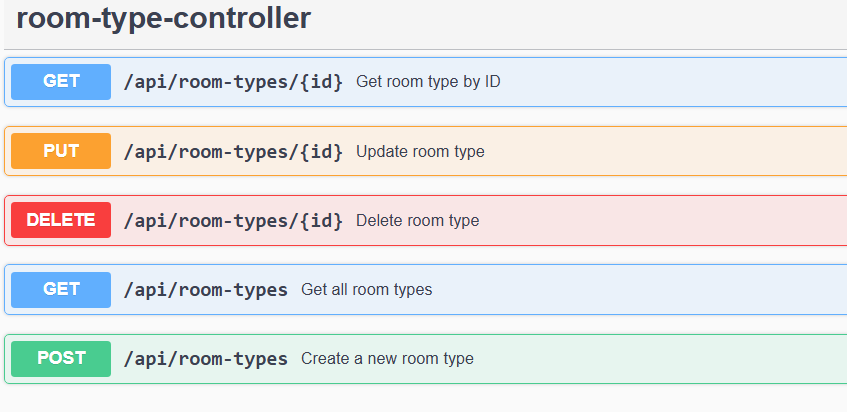 room-type-controller
GET /api/room-types/{id} Get room type by ID
PUT /api/room-types/{id} Update room type
DELETE /api/room-types/{id} Delete room type
GET /api/room-types Get all room types
POST /api/room-types Create a new room type